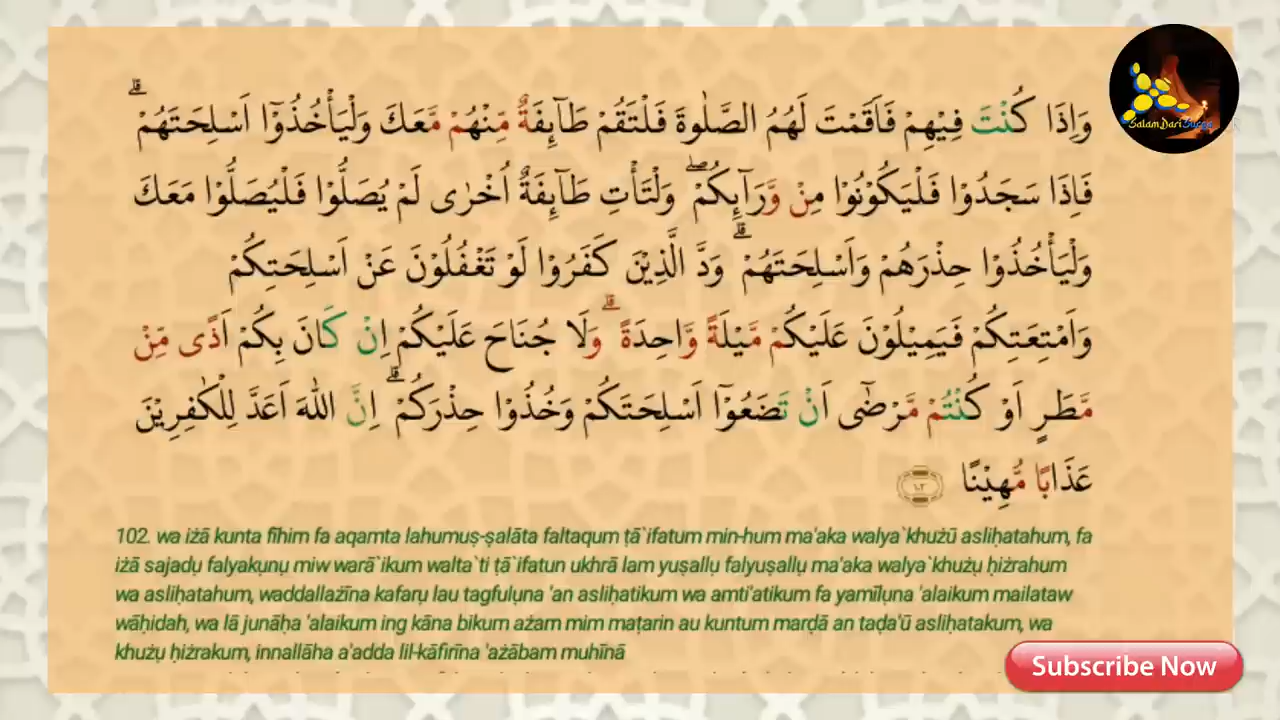 وَاِذَا كُنْتَ فِيْهِمْ فَاَقَمْتَ لَهُمُ الصَّلٰوةَ فَلْتَقُمْ طَاۤىِٕفَةٌ مِّنْهُمْ مَّعَكَ وَلْيَأْخُذُوْٓا اَسْلِحَتَهُمْ ۗ
فَاِذَا سَجَدُوْا فَلْيَكُوْنُوْا مِنْ وَّرَاۤىِٕكُمْ ۖ وَلْتَأْتِ طَاۤىِٕفَةٌ اُخْرٰى لَمْ يُصَلُّوْا فَلْيُصَلُّوْا مَعَكَ
وَلْيَأْخُذُوْا حِذْرَهُمْ وَاَسْلِحَتَهُمْ ۗ وَدَّ الَّذِيْنَ كَفَرُوْا لَوْ تَغْفُلُوْنَ عَنْ اَسْلِحَتِكُمْ
وَاَمْتِعَتِكُمْ فَيَمِيْلُوْنَ عَلَيْكُمْ مَّيْلَةً وَّاحِدَةً ۗ وَلَا جُنَاحَ عَلَيْكُمْ اِنْ كَانَ بِكُمْ اَذًى مِّنْ
مَّطَرٍ اَوْ كُنْتُمْ مَّرْضٰٓى اَنْ تَضَعُوْٓا اَسْلِحَتَكُمْ وَخُذُوْا حِذْرَكُمْ ۗ اِنَّ اللّٰهَ اَعَدَّ لِلْكٰفِرِيْنَ
عَذَابًا مُّهِيْنًا ١٠٢
102. wa iżā kunta fīhim fa aqamta lahumuṣ-ṣalāta faltaqum ṭā`ifatum min-hum ma'aka walya`khużū asliḥatahum, fa
iżā sajadụ falyakụnụ miw warā`ikum walta`ti ṭā`ifatun ukhrā lam yuṣallụ falyuṣallụ ma'aka walya`khużụ ḥiżrahum
wa asliḥatahum, waddallażīna kafarụ lau tagfulụna 'an asliḥatikum wa amti'atikum fa yamīlụna 'alaikum mailataw
wāḥidah, wa lā junāḥa 'alaikum ing kāna bikum ażam mim maṭarin au kuntum marḍā an taḍa'ū asliḥatakum, wa
khużụ ḥiżrakum, innallāha a'adda lil-kāfirīna 'ażābam muhīnā
Salam Dari Surga
Subscribe Now